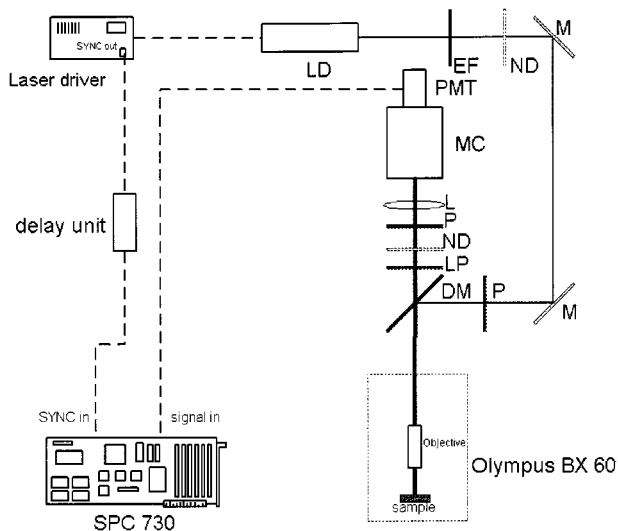 SYNC out
Laser driver
LD
EF
ND
M
PMT
MC
L
P
ND
LP
DM
P
M
delay unit
SYNC in
signal in
Objective
Olympus BX 60
sample
SPC 730